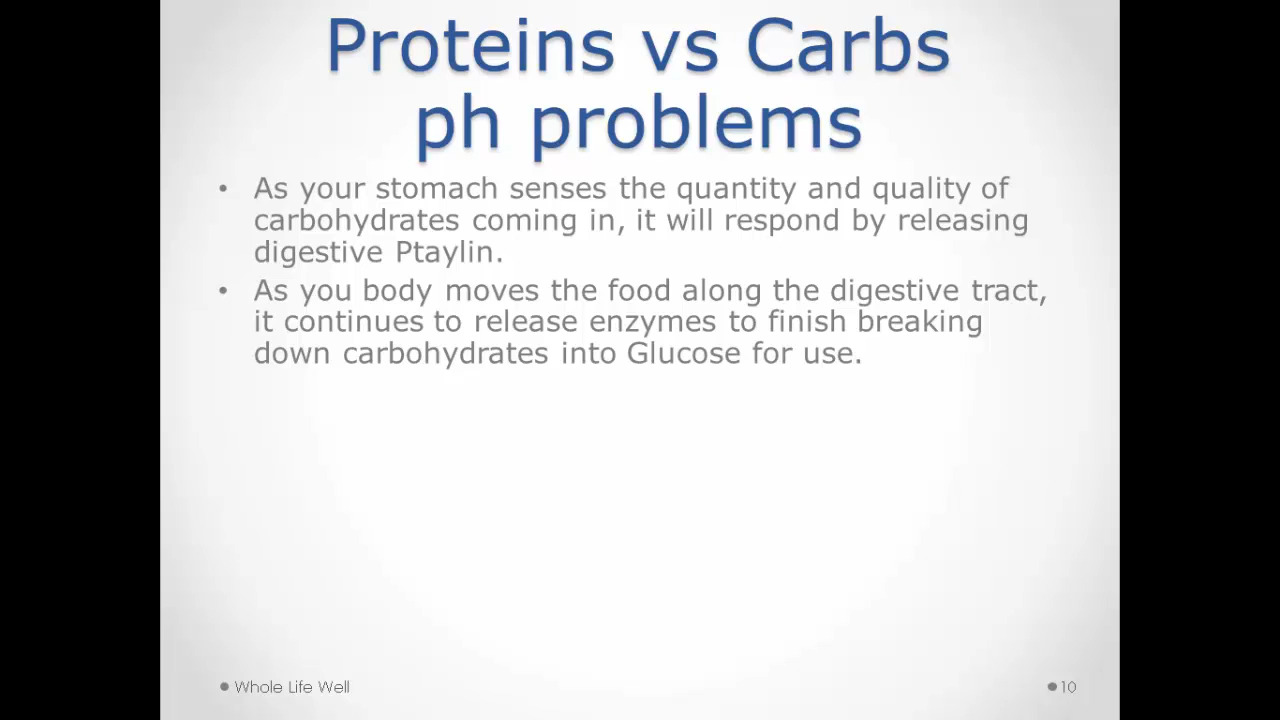 Proteins vs Carbs
ph problems
• As your stomach senses the quantity and quality of
carbohydrates coming in, it will respond by releasing
digestive Ptaylin.
• As you body moves the food along the digestive tract,
it continues to release enzymes to finish breaking
down carbohydrates into Glucose for use.
Whole Life Well
10